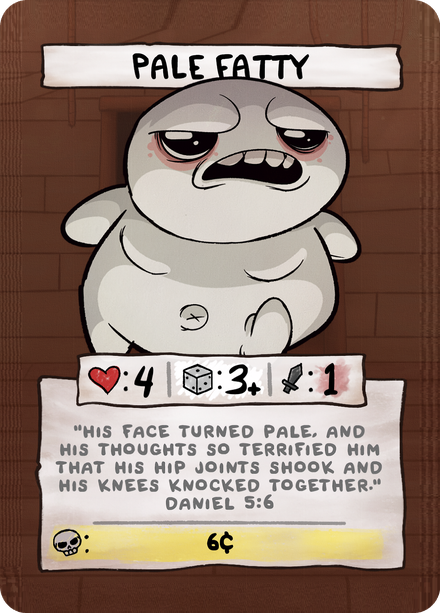 PALE FATTY
:4 :3+ :1
"HIS FACE TURNED PALE, AND
HIS THOUGHTS SO TERRIFIED HIM
THAT HIS HIP JOINTS SHOOK AND
HIS KNEES KNOCKED TOGETHER."
DANIEL 5:6
: 6¢